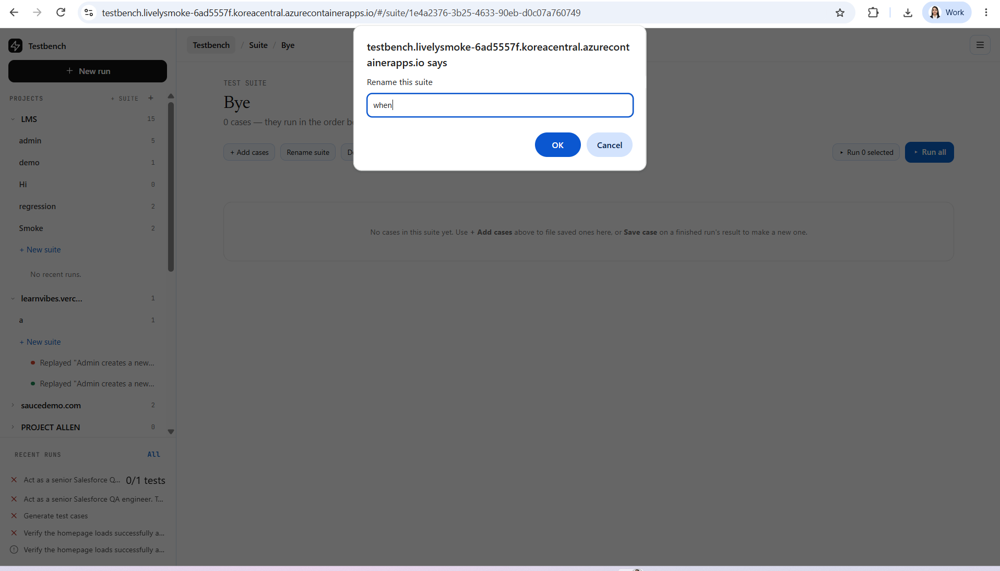 testbench.livelysmoke-6ad5557f.koreacentral.azurecontainerapps.io/#/suite/1e4a2376-3b25-4633-90eb-d0c07a760749
Work
Testbench
+ New run
PROJECTS
+ SUITE +
LMS 15
admin 5
demo 1
Hi 0
regression 2
Smoke 2
+ New suite
No recent runs.
learnvibes.verc... 1
a 1
+ New suite
Replayed "Admin creates a new...
Replayed "Admin creates a new...
saucedemo.com 2
PROJECT ALLEN 0
RECENT RUNS All
Act as a senior Salesforce Q... 0/1 tests
Act as a senior Salesforce QA engineer. T...
Generate test cases
Verify the homepage loads successfully a...
Verify the homepage loads successfully a...
Testbench / Suite / Bye
TEST SUITE
Bye
0 cases — they run in the order
+ Add cases
Rename suite
Run 0 selected
Run all
No cases in this suite yet. Use + Add cases above to file saved ones here, or Save case on a finished run's result to make a new one.
testbench.livelysmoke-6ad5557f.koreacentral.azurecont
ainerapps.io says
Rename this suite
when
OK
Cancel